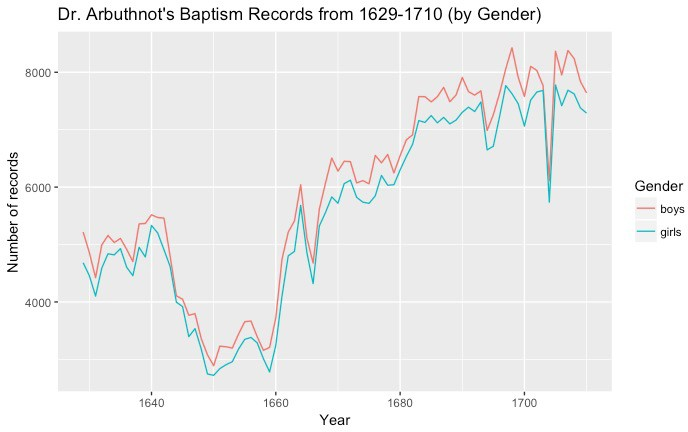 Dr. Arbuthnot's Baptism Records from 1629-1710 (by Gender)
8000
6000
4000
Number of records
1640
1660
1680
1700
Year
Gender
boys
girls